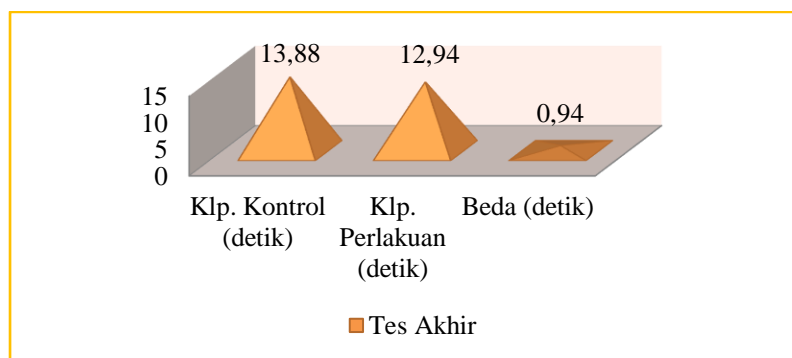 13,88
12,94
0,94
15
10
5
0
Klp. Kontrol
(detik)
Klp.
Perlakuan
(detik)
Beda (detik)
Tes Akhir